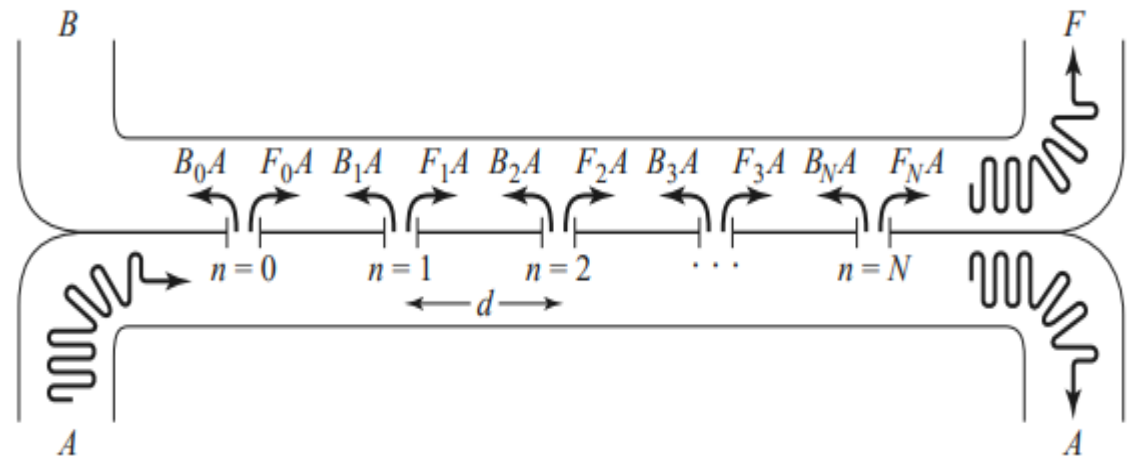 B F
B₀A F₀A B₁A F₁A B₂A F₂A B₃A F₃A B_NA F_NA
n = 0 n = 1 n = 2 · · · n = N
d
A A